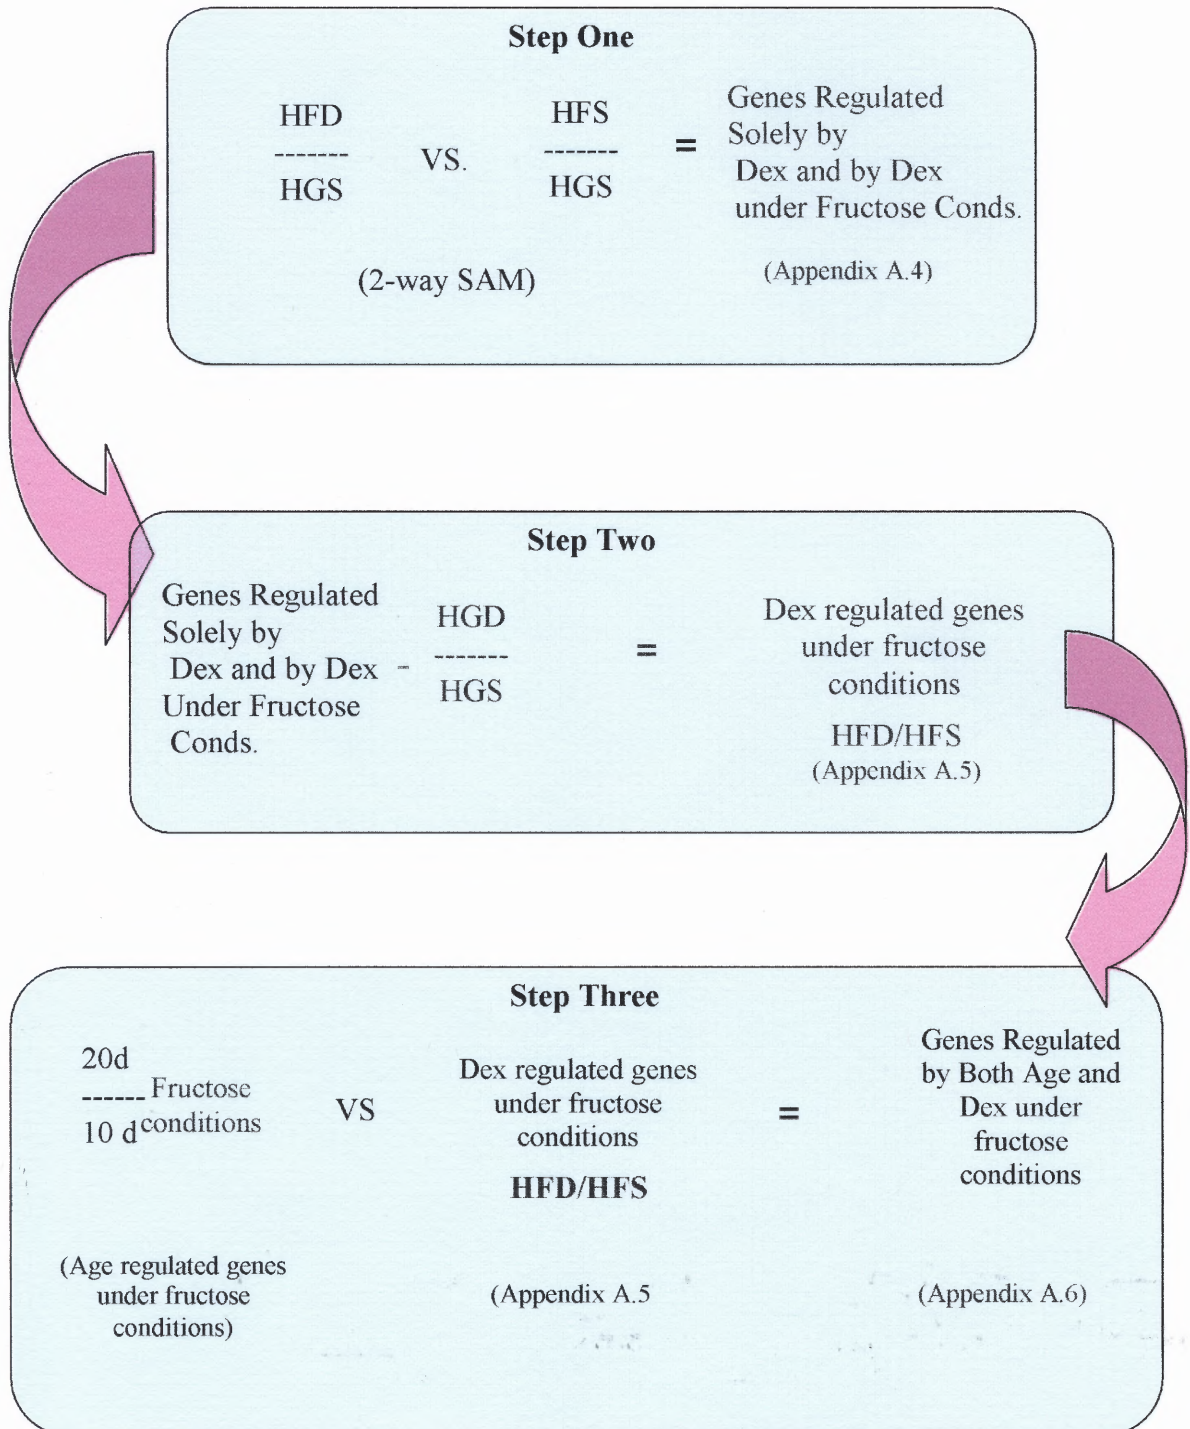 Step One
HFD
-------
HGS
VS.
HFS
-------
HGS
=
Genes Regulated
Solely by
Dex and by Dex
under Fructose Conds.
(2-way SAM)
(Appendix A.4)
Step Two
Genes Regulated
Solely by
Dex and by Dex
Under Fructose
Conds.
-
HGD
-------
HGS
=
Dex regulated genes
under fructose
conditions
HFD/HFS
(Appendix A.5)
Step Three
20d
------
10 d
Fructose
conditions
VS
Dex regulated genes
under fructose
conditions
HFD/HFS
=
Genes Regulated
by Both Age and
Dex under
fructose
conditions
(Age regulated genes
under fructose
conditions)
(Appendix A.5
(Appendix A.6)